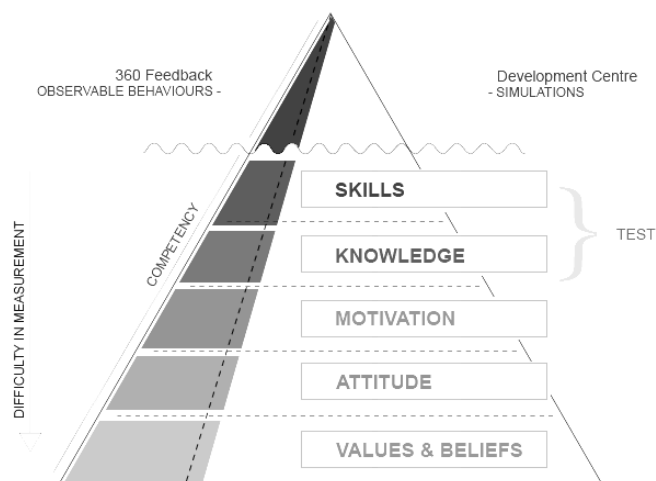 360 Feedback
OBSERVABLE BEHAVIOURS -
Development Centre
- SIMULATIONS
SKILLS
KNOWLEDGE
TEST
MOTIVATION
ATTITUDE
VALUES & BELIEFS
COMPETENCY
DIFFICULTY IN MEASUREMENT